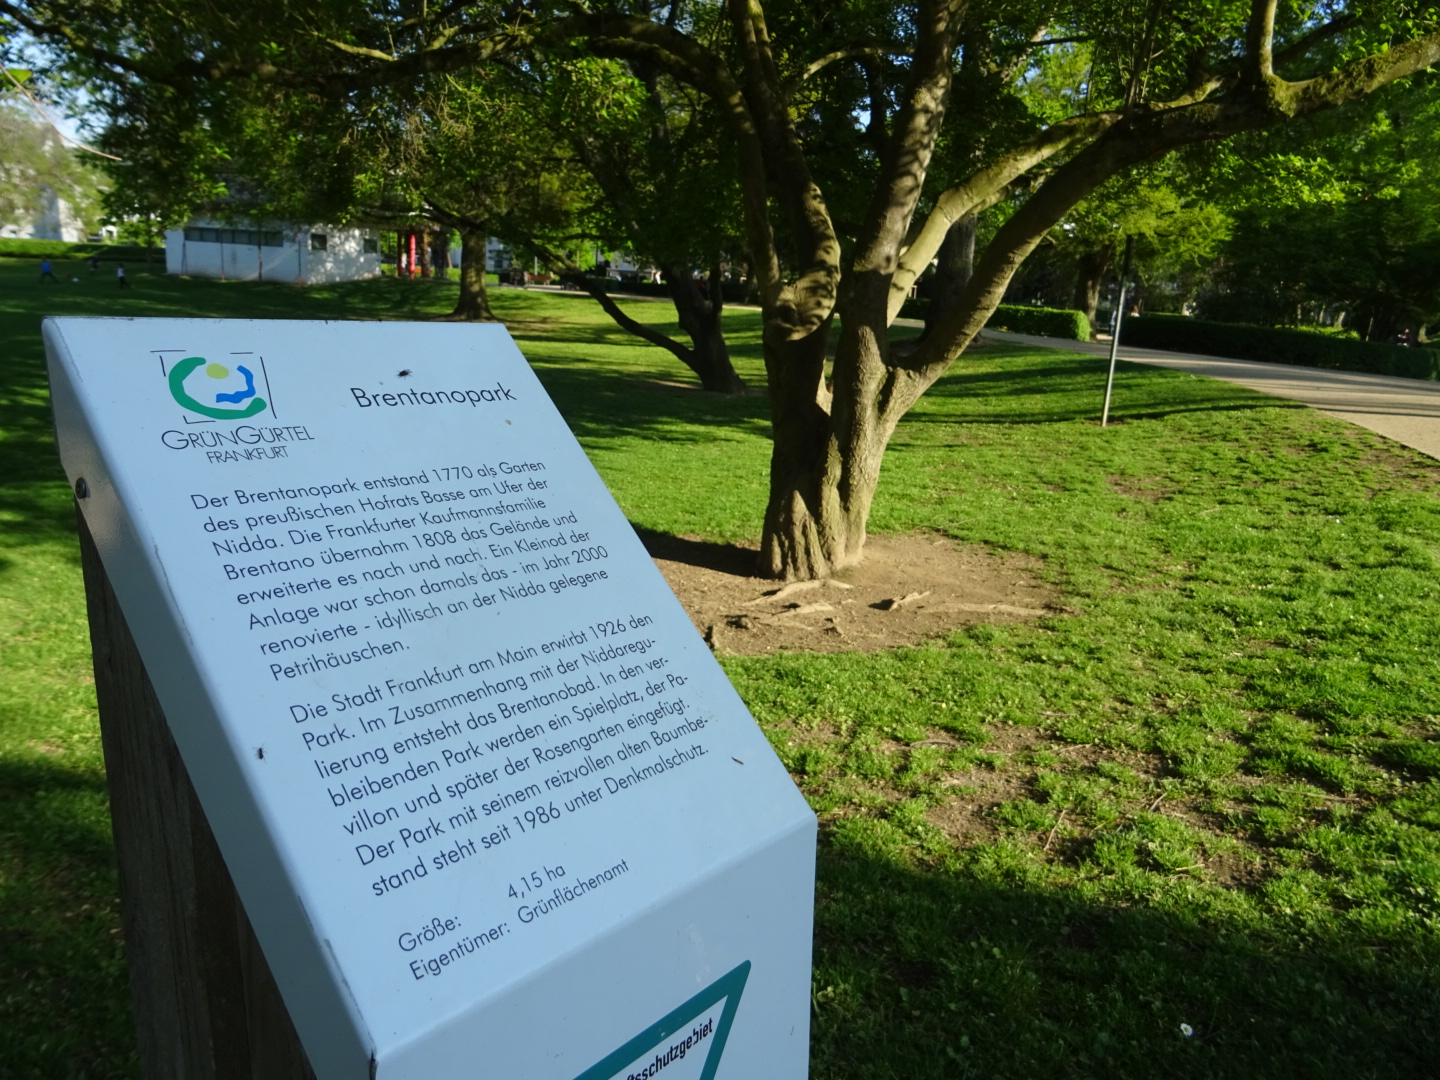 GRÜNGÜRTEL
FRANKFURT
Brentanopark
Der Brentanopark entstand 1770 als Garten
des preußischen Hofrats Basse am Ufer der
Nidda. Die Frankfurter Kaufmannsfamilie
Brentano übernahm 1808 das Gelände und
erweiterte es nach und nach. Ein Kleinod der
Anlage war schon damals das - im Jahr 2000
renovierte - idyllisch an der Nidda gelegene
Petrihäuschen.
Die Stadt Frankfurt am Main erwirbt 1926 den
Park. Im Zusammenhang mit der Niddaregu-
lierung entsteht das Brentanobad. In den ver-
bleibenden Park werden ein Spielplatz, der Pa-
villon und später der Rosengarten eingefügt.
Der Park mit seinem reizvollen alten Baumbe-
stand steht seit 1986 unter Denkmalschutz.
Größe: 4,15 ha
Eigentümer: Grünflächenamt
tsschutzgebiet